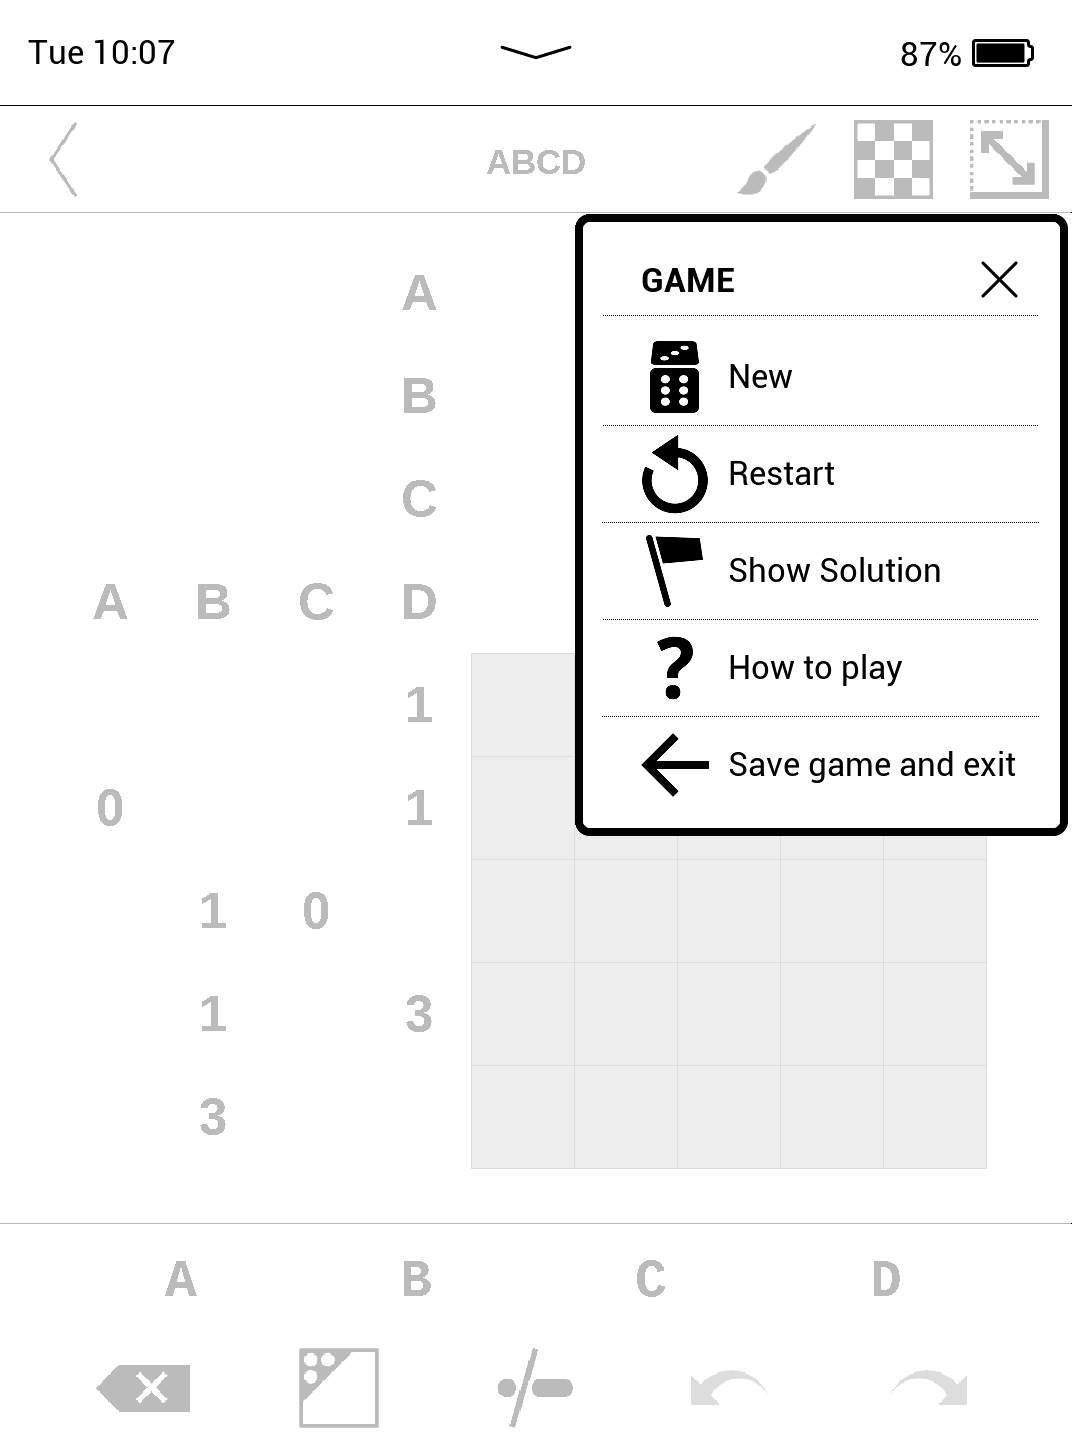 Tue 10:07
87%
ABCD
GAME
New
Restart
Show Solution
How to play
Save game and exit
A
B
C
A B C D
1
0 1
1 0
1 3
3
A B C D